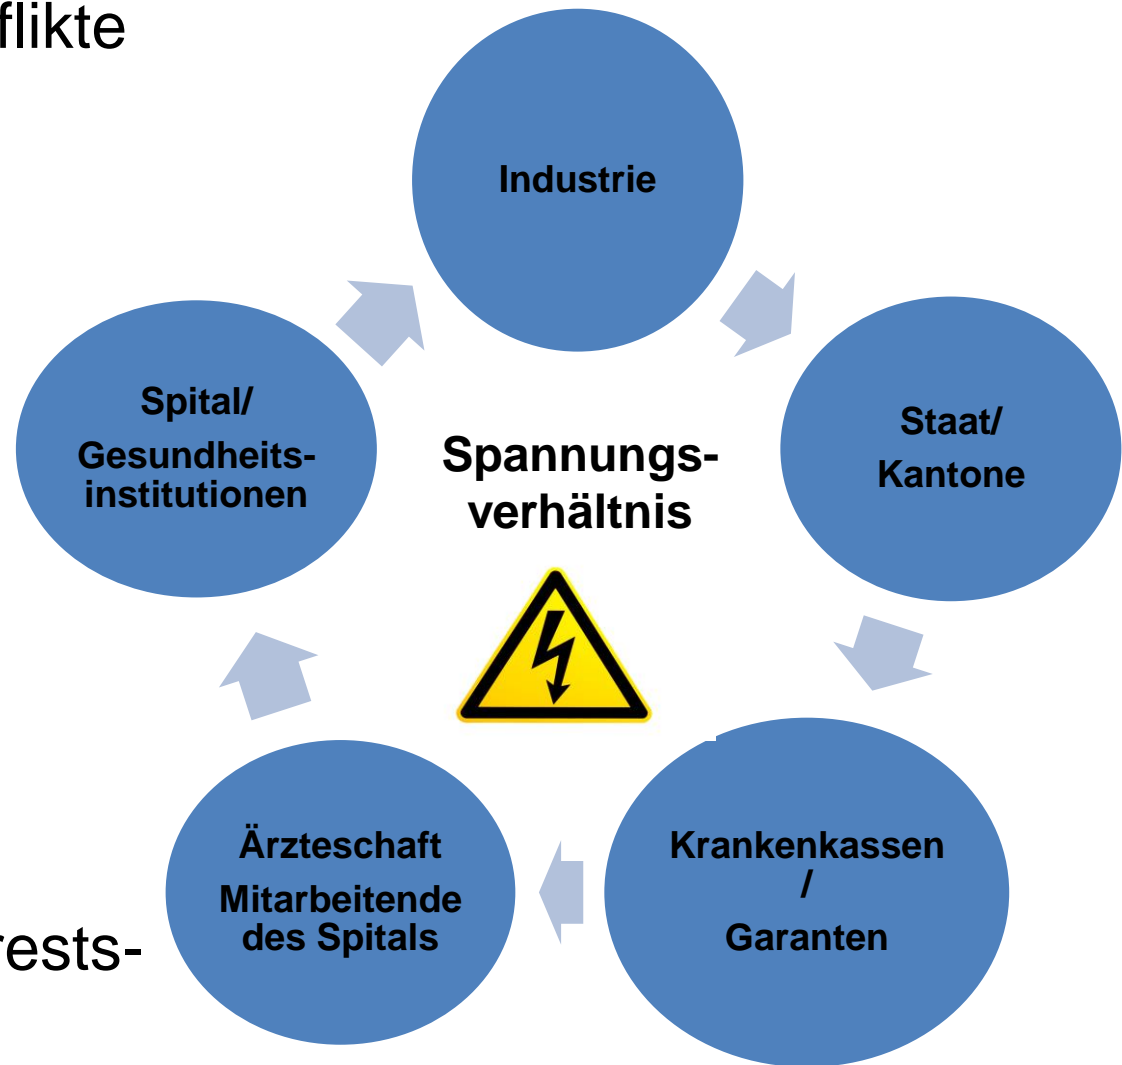 flikte
Industrie
Spital/
Gesundheits-
institutionen
Spannungs-
verhältnis
Staat/
Kantone
Ärzteschaft
Mitarbeitende
des Spitals
Krankenkassen
/
Garanten
rests-